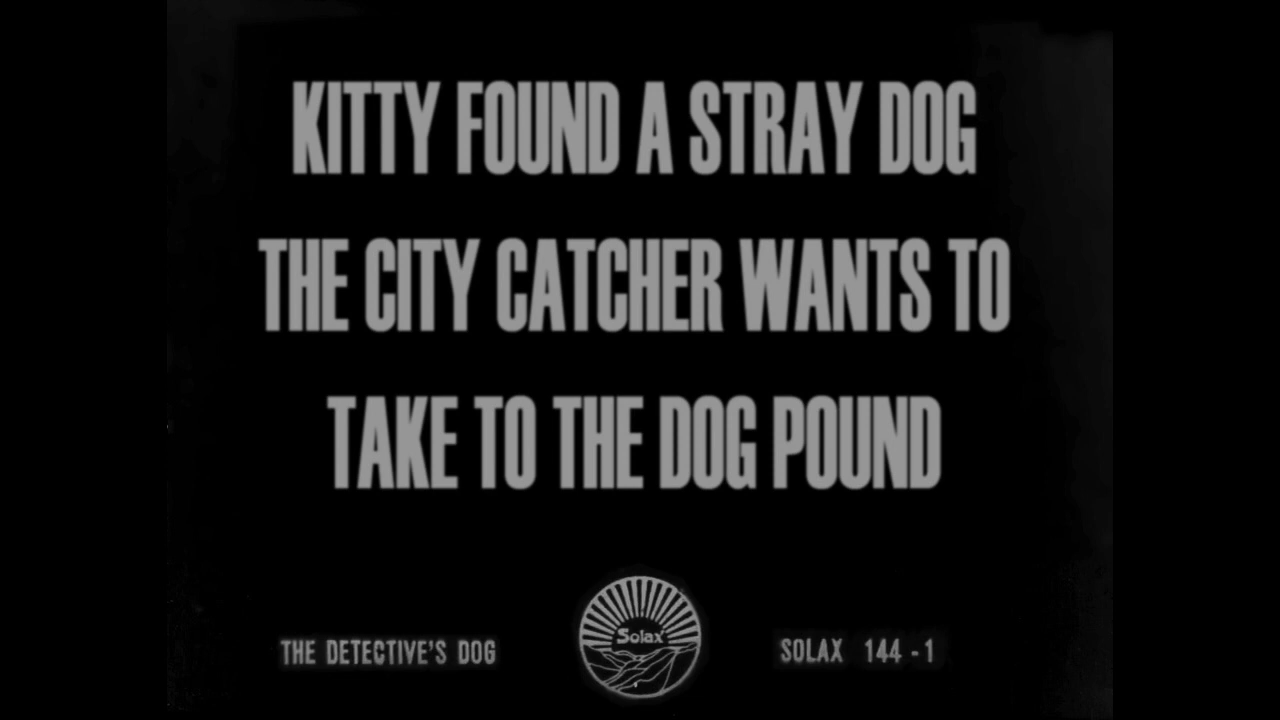 KITTY FOUND A STRAY DOG
THE CITY CATCHER WANTS TO
TAKE TO THE DOG POUND
Solax
THE DETECTIVE'S DOG
SOLAX 144-1